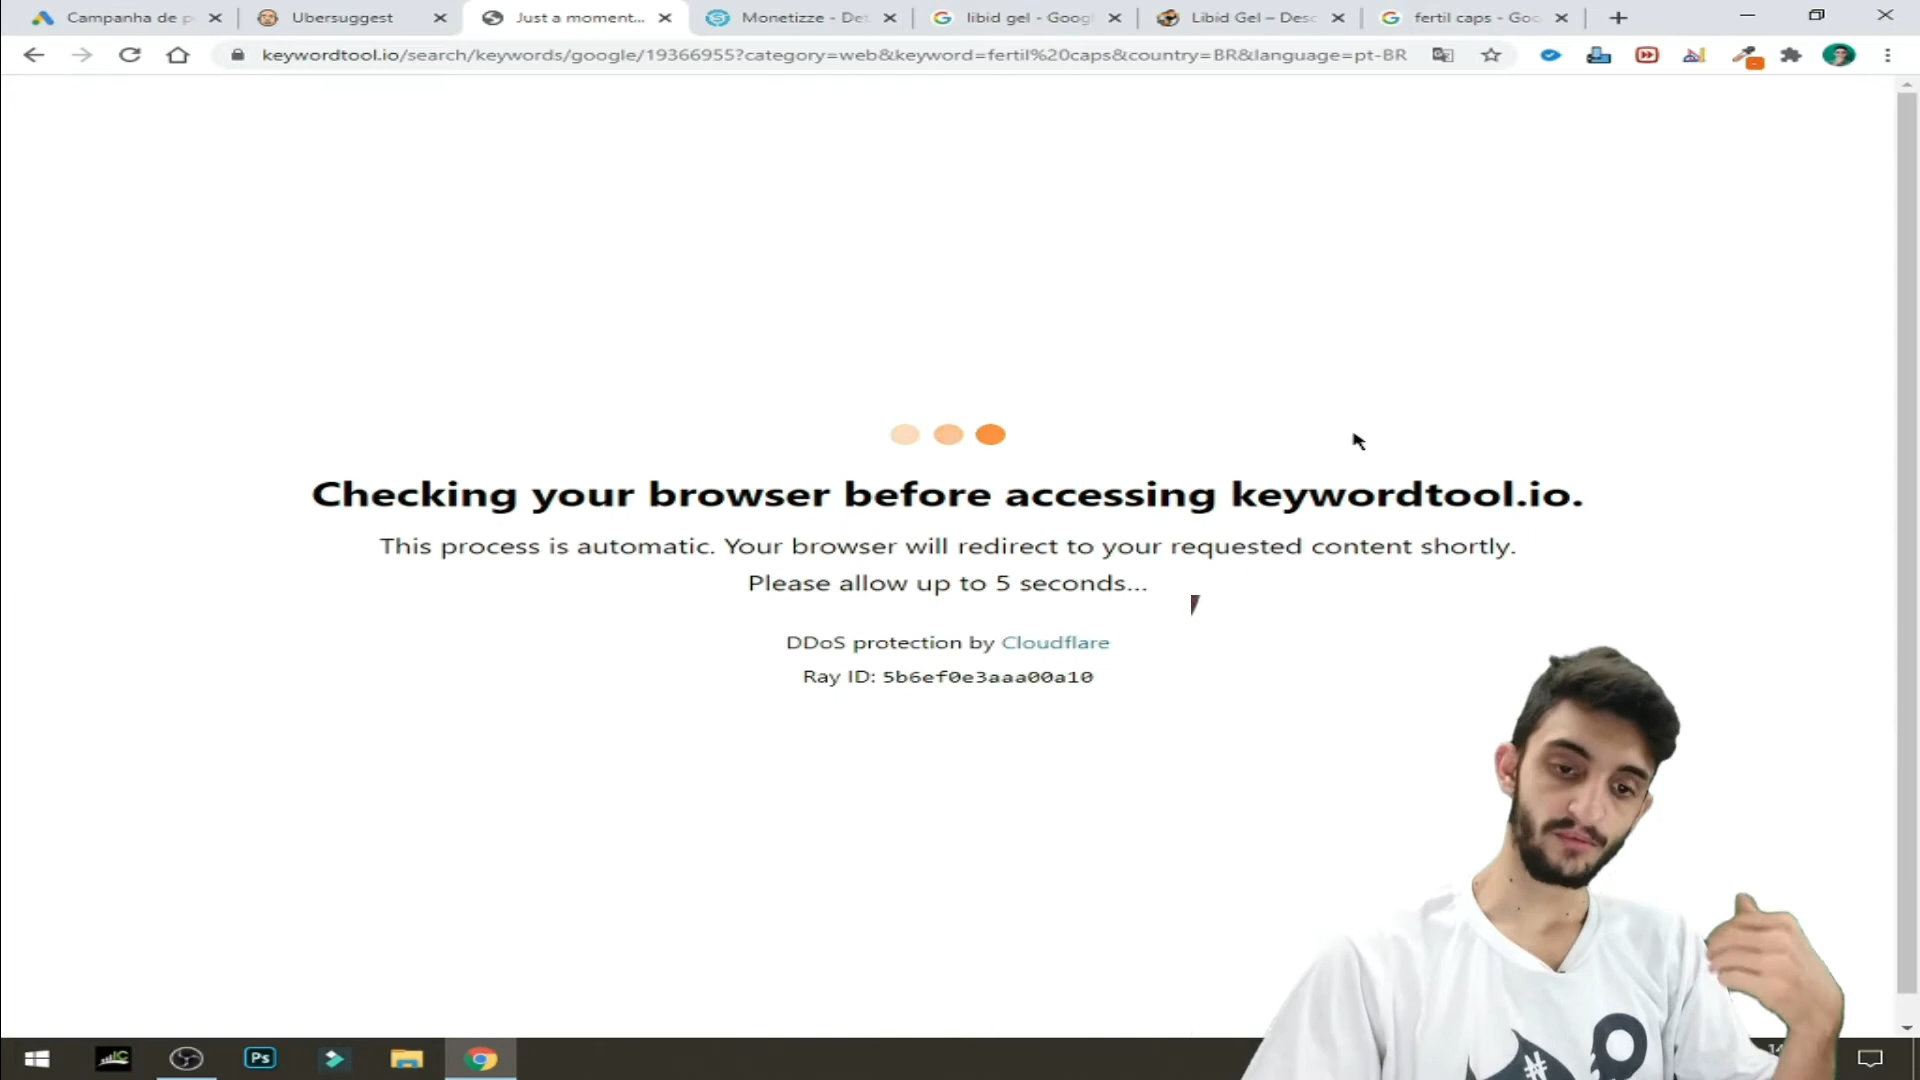 Campanha de p
Ubersuggest
Just a moment...
Monetizze - Det
libid gel - Goog
Libid Gel – Desc
fertil caps - Goo
keywordtool.io/search/keywords/google/19366955?category=web&keyword=fertil%20caps&country=BR&language=pt-BR
Checking your browser before accessing keywordtool.io.
This process is automatic. Your browser will redirect to your requested content shortly.
Please allow up to 5 seconds...
DDoS protection by Cloudflare
Ray ID: 5b6ef0e3aaa00a10
Ps